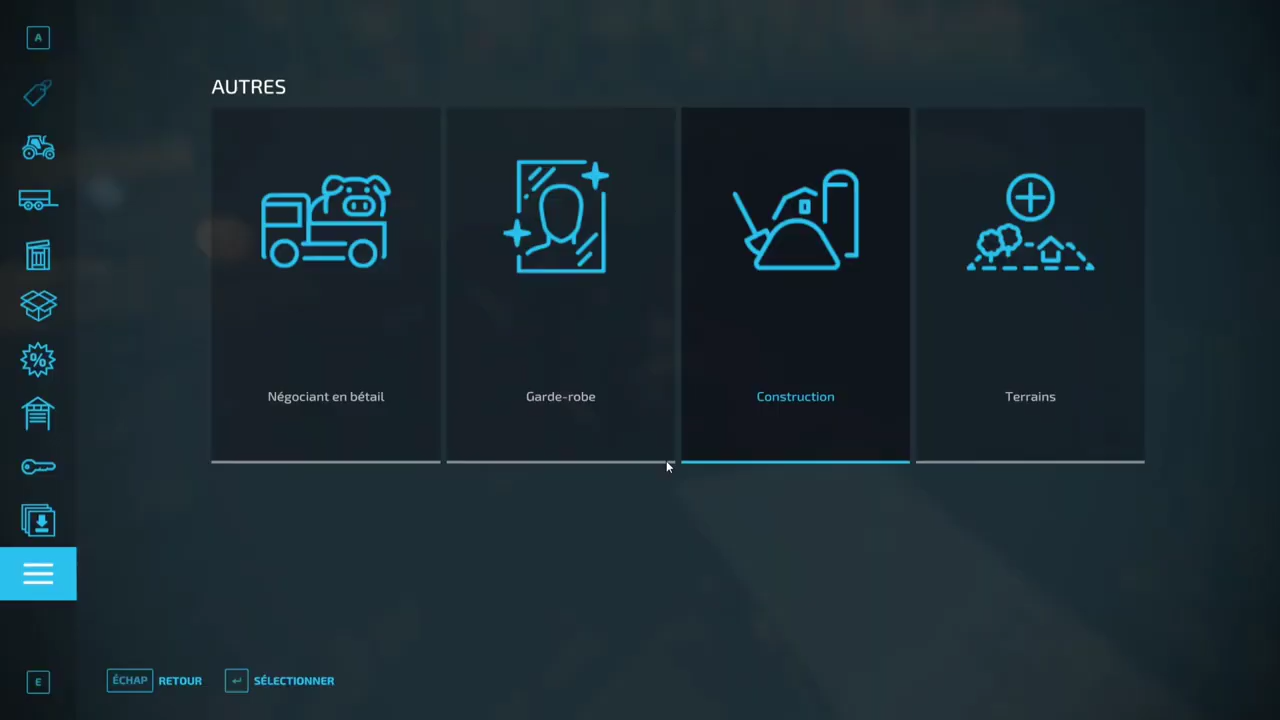 A
AUTRES
Négociant en bétail
Garde-robe
Construction
Terrains
%
E
ÉCHAP RETOUR
↵ SÉLECTIONNER